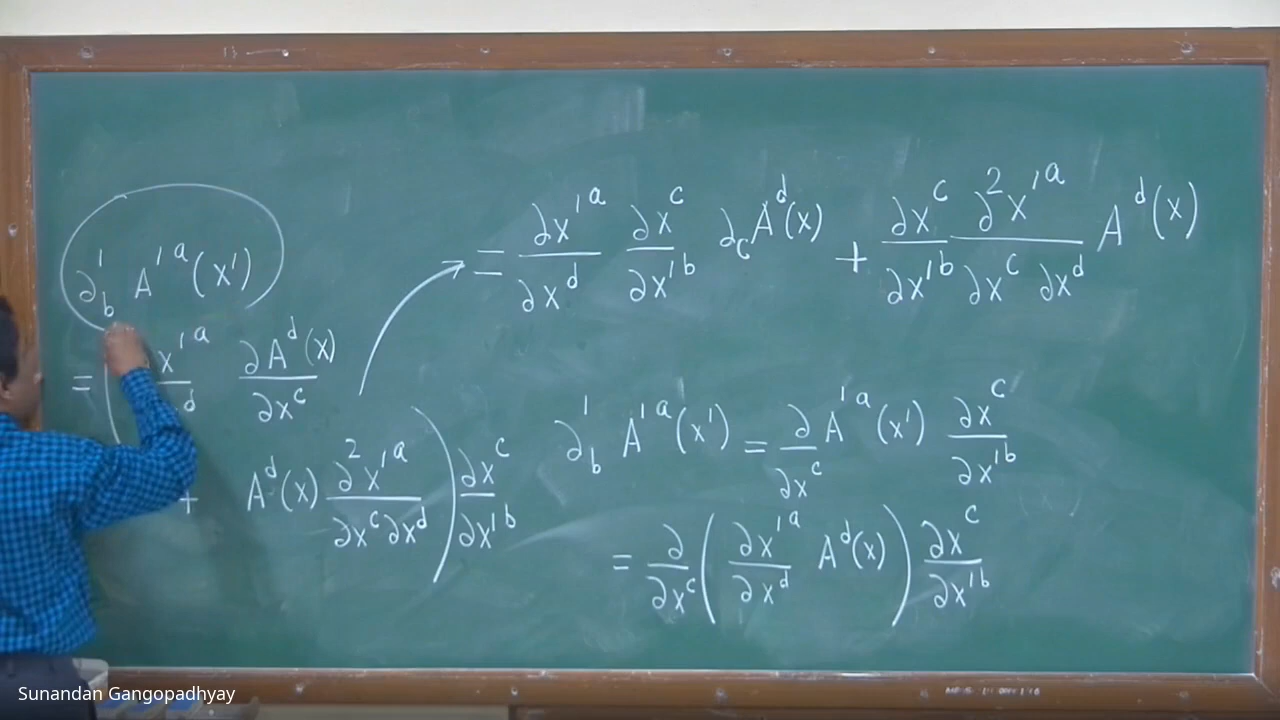 ∂'_b A'^a(x')
= ( x'^a/ ^d ∂A^d(x)/∂x^c
+ A^d(x) ∂²x'^a/∂x^c∂x^d ) ∂x^c/∂x'^b
= ∂x'^a/∂x^d ∂x^c/∂x'^b ∂_c A^d(x) + ∂x^c/∂x'^b ∂²x'^a/∂x^c ∂x^d A^d(x)
∂'_b A'^a(x') = ∂/∂x^c A'^a(x') ∂x^c/∂x'^b
= ∂/∂x^c ( ∂x'^a/∂x^d A^d(x) ) ∂x^c/∂x'^b
Sunandan Gangopadhyay